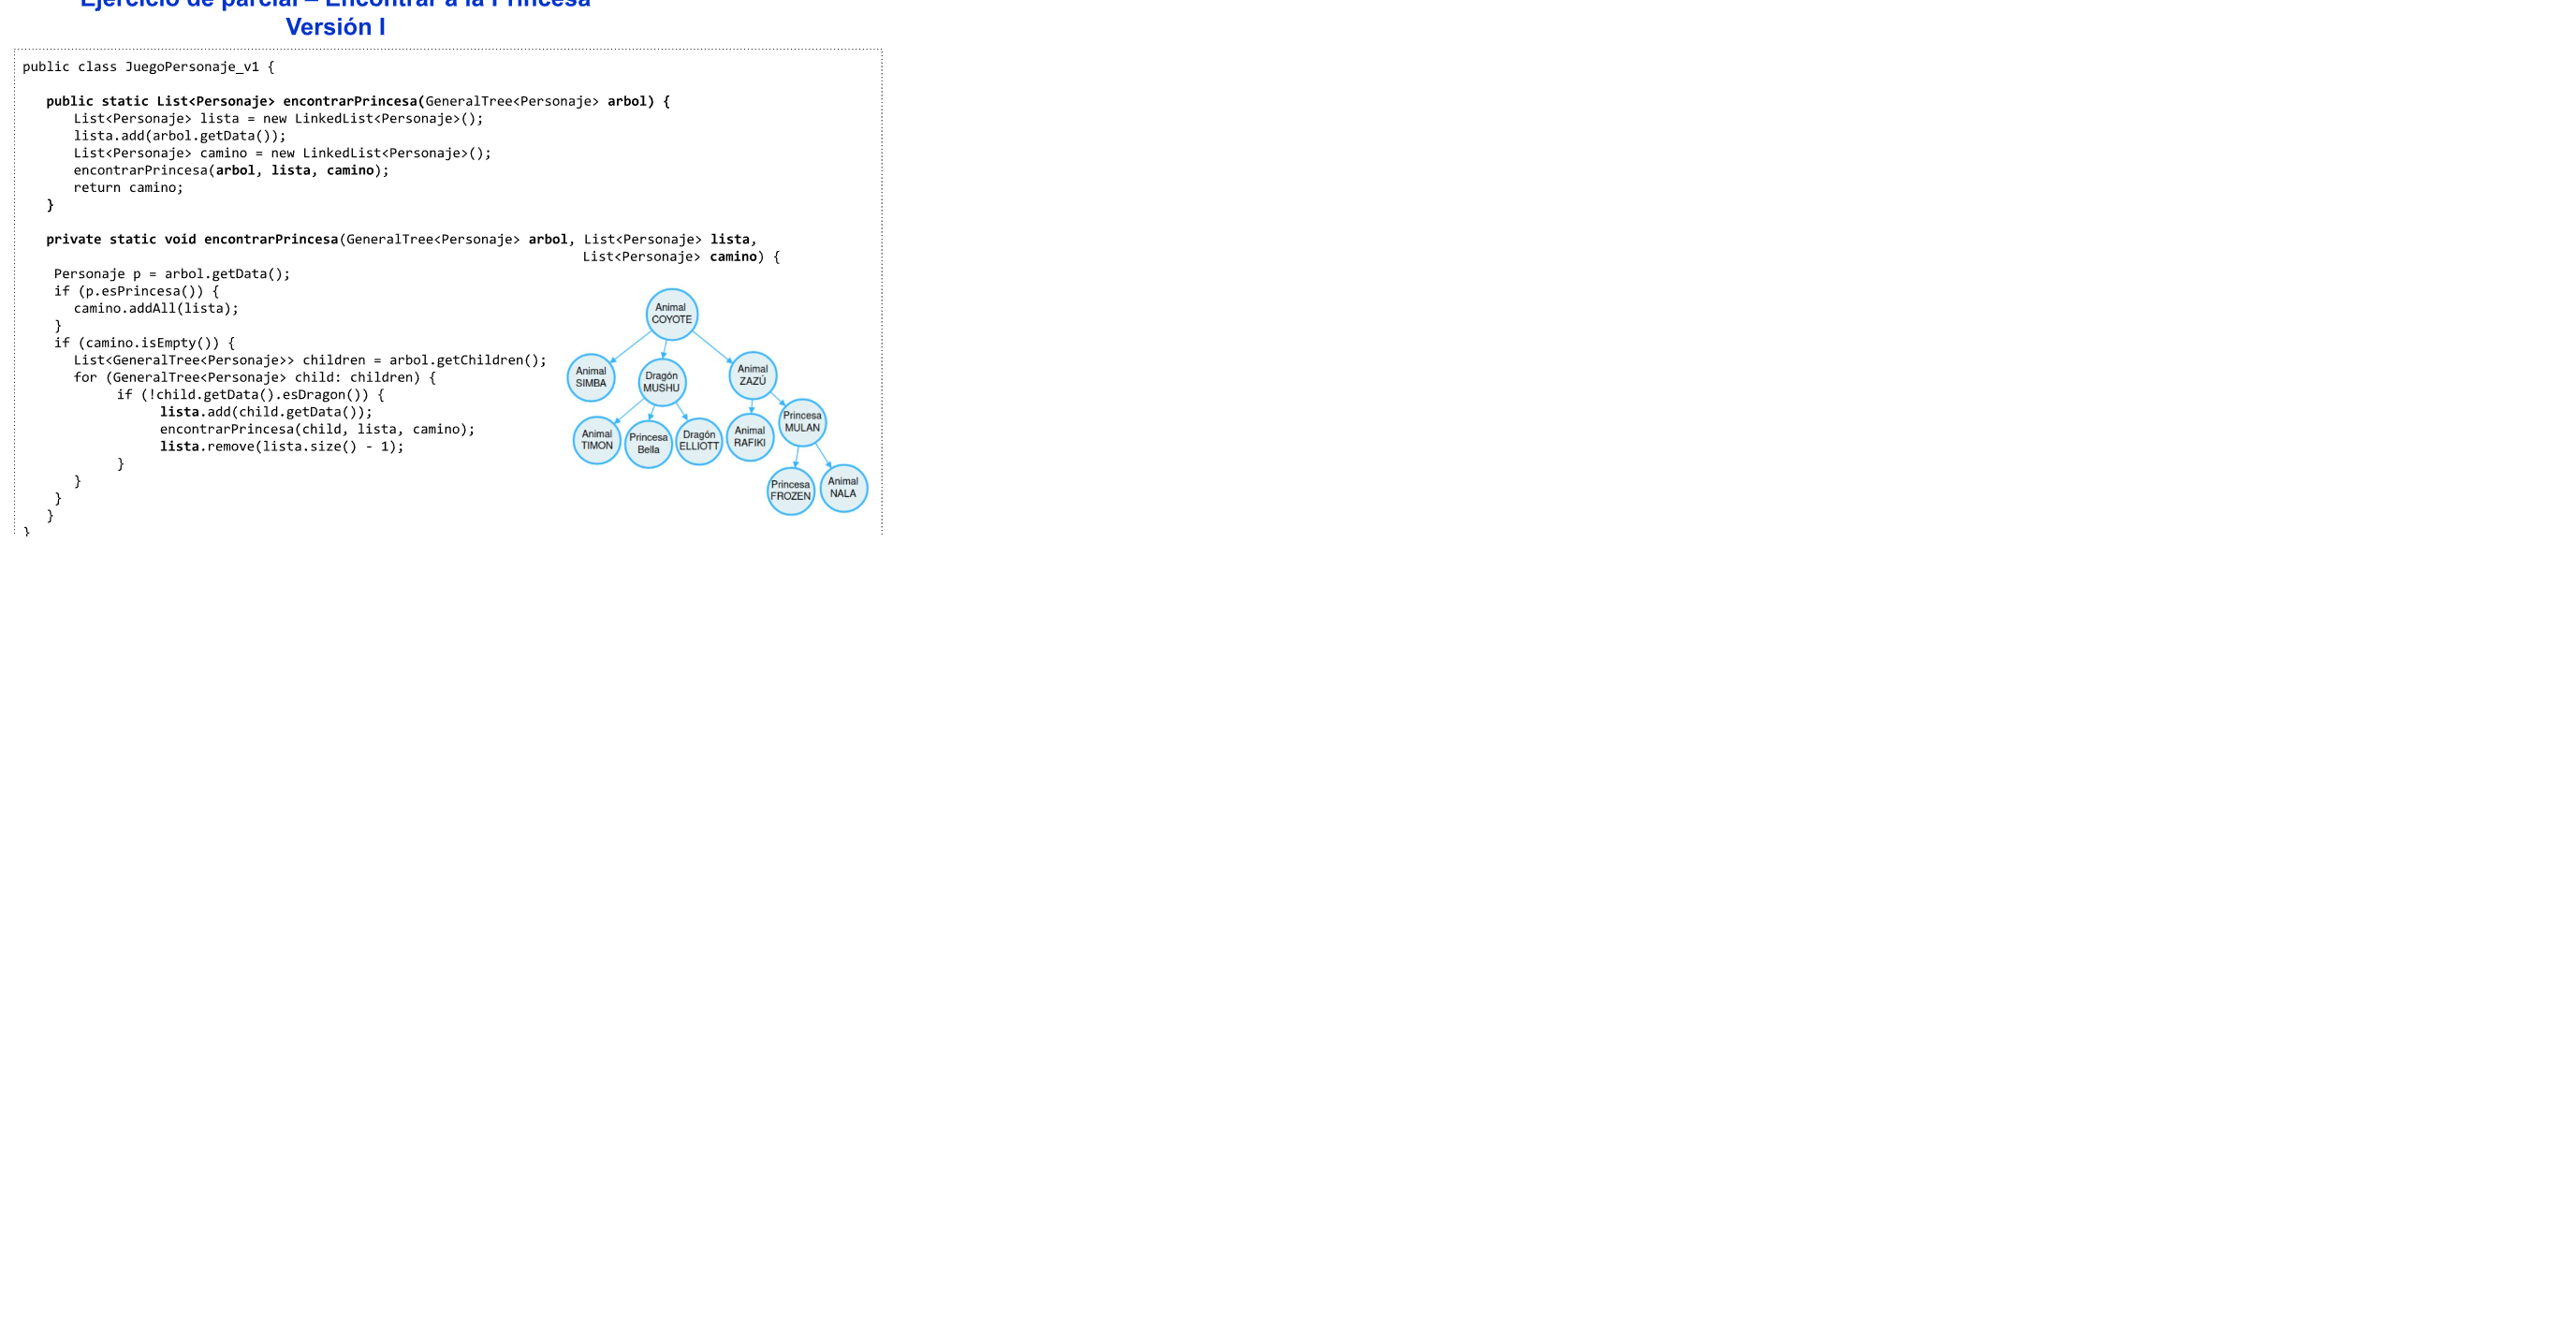 Ejercicio de parcial – Encontrar a la Princesa
Versión I
public class JuegoPersonaje_v1 {
public static List<Personaje> encontrarPrincesa(GeneralTree<Personaje> arbol) {
List<Personaje> lista = new LinkedList<Personaje>();
lista.add(arbol.getData());
List<Personaje> camino = new LinkedList<Personaje>();
encontrarPrincesa(arbol, lista, camino);
return camino;
}
private static void encontrarPrincesa(GeneralTree<Personaje> arbol, List<Personaje> lista,
List<Personaje> camino) {
Personaje p = arbol.getData();
if (p.esPrincesa()) {
camino.addAll(lista);
}
if (camino.isEmpty()) {
List<GeneralTree<Personaje>> children = arbol.getChildren();
for (GeneralTree<Personaje> child: children) {
if (!child.getData().esDragon()) {
lista.add(child.getData());
encontrarPrincesa(child, lista, camino);
lista.remove(lista.size() - 1);
}
}
}
}
}
Animal
COYOTE
Animal
SIMBA
Dragón
MUSHU
Animal
ZAZÚ
Animal
TIMON
Princesa
Bella
Dragón
ELLIOTT
Animal
RAFIKI
Princesa
MULAN
Princesa
FROZEN
Animal
NALA